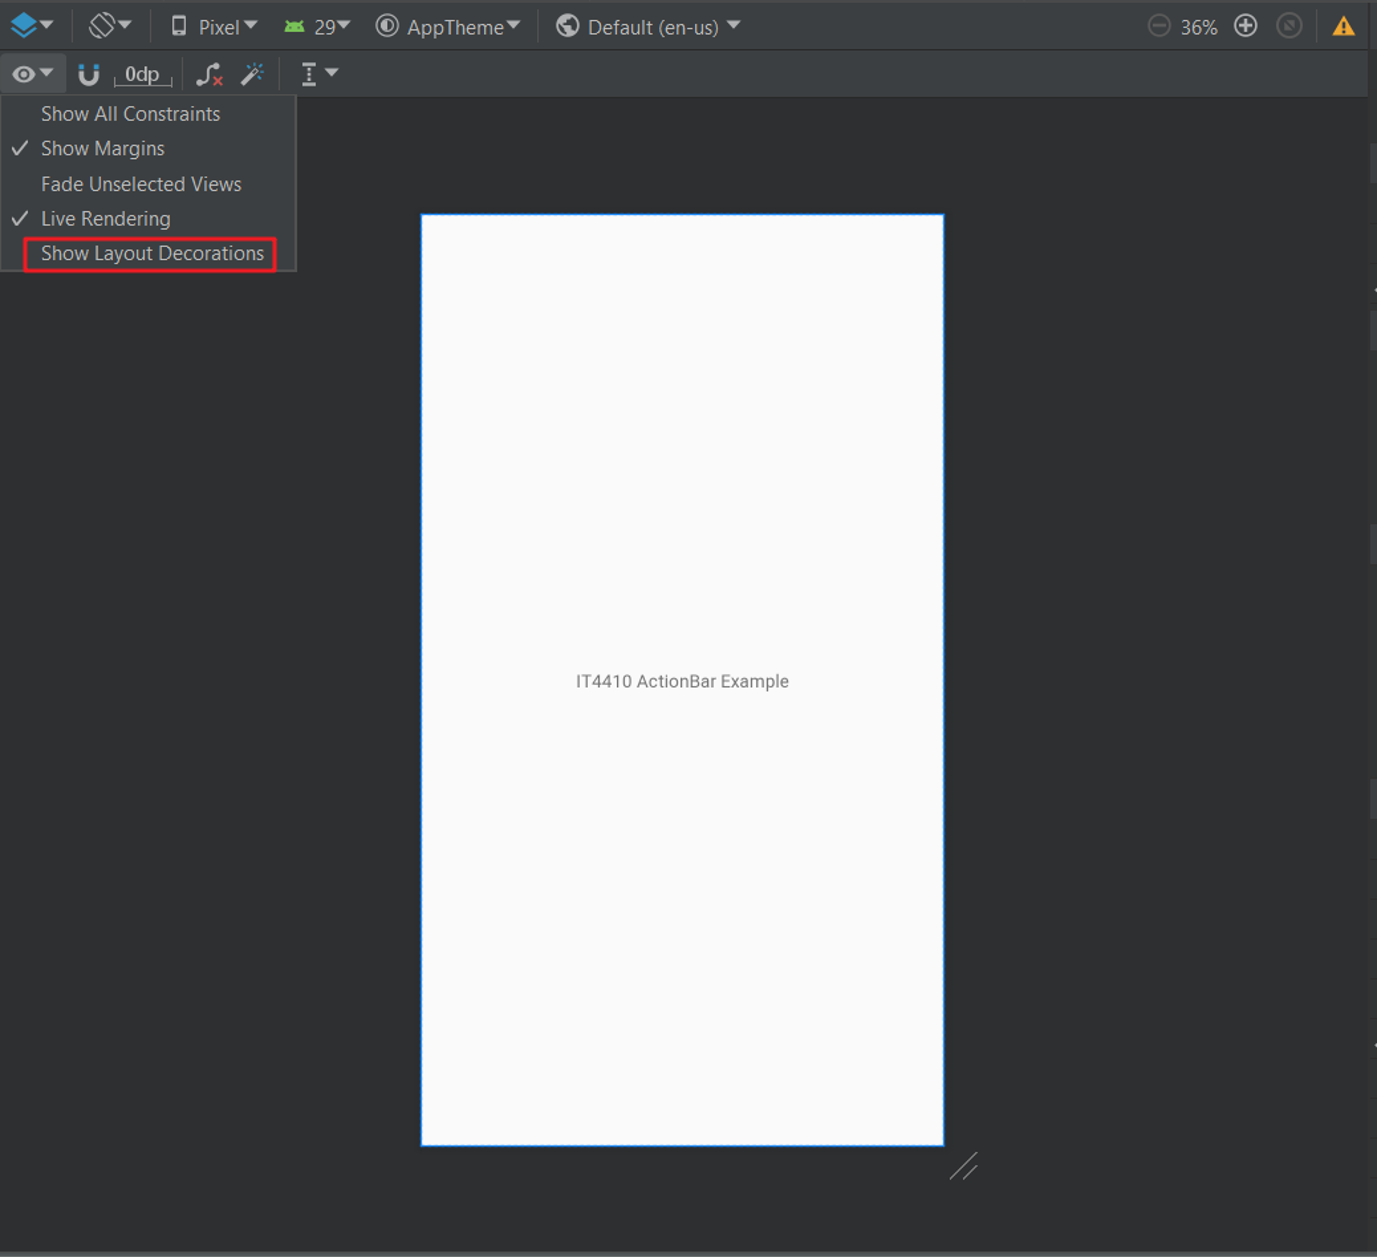 Pixel 29 AppTheme Default (en-us) 36%
0dp
Show All Constraints
Show Margins
Fade Unselected Views
Live Rendering
Show Layout Decorations
IT4410 ActionBar Example